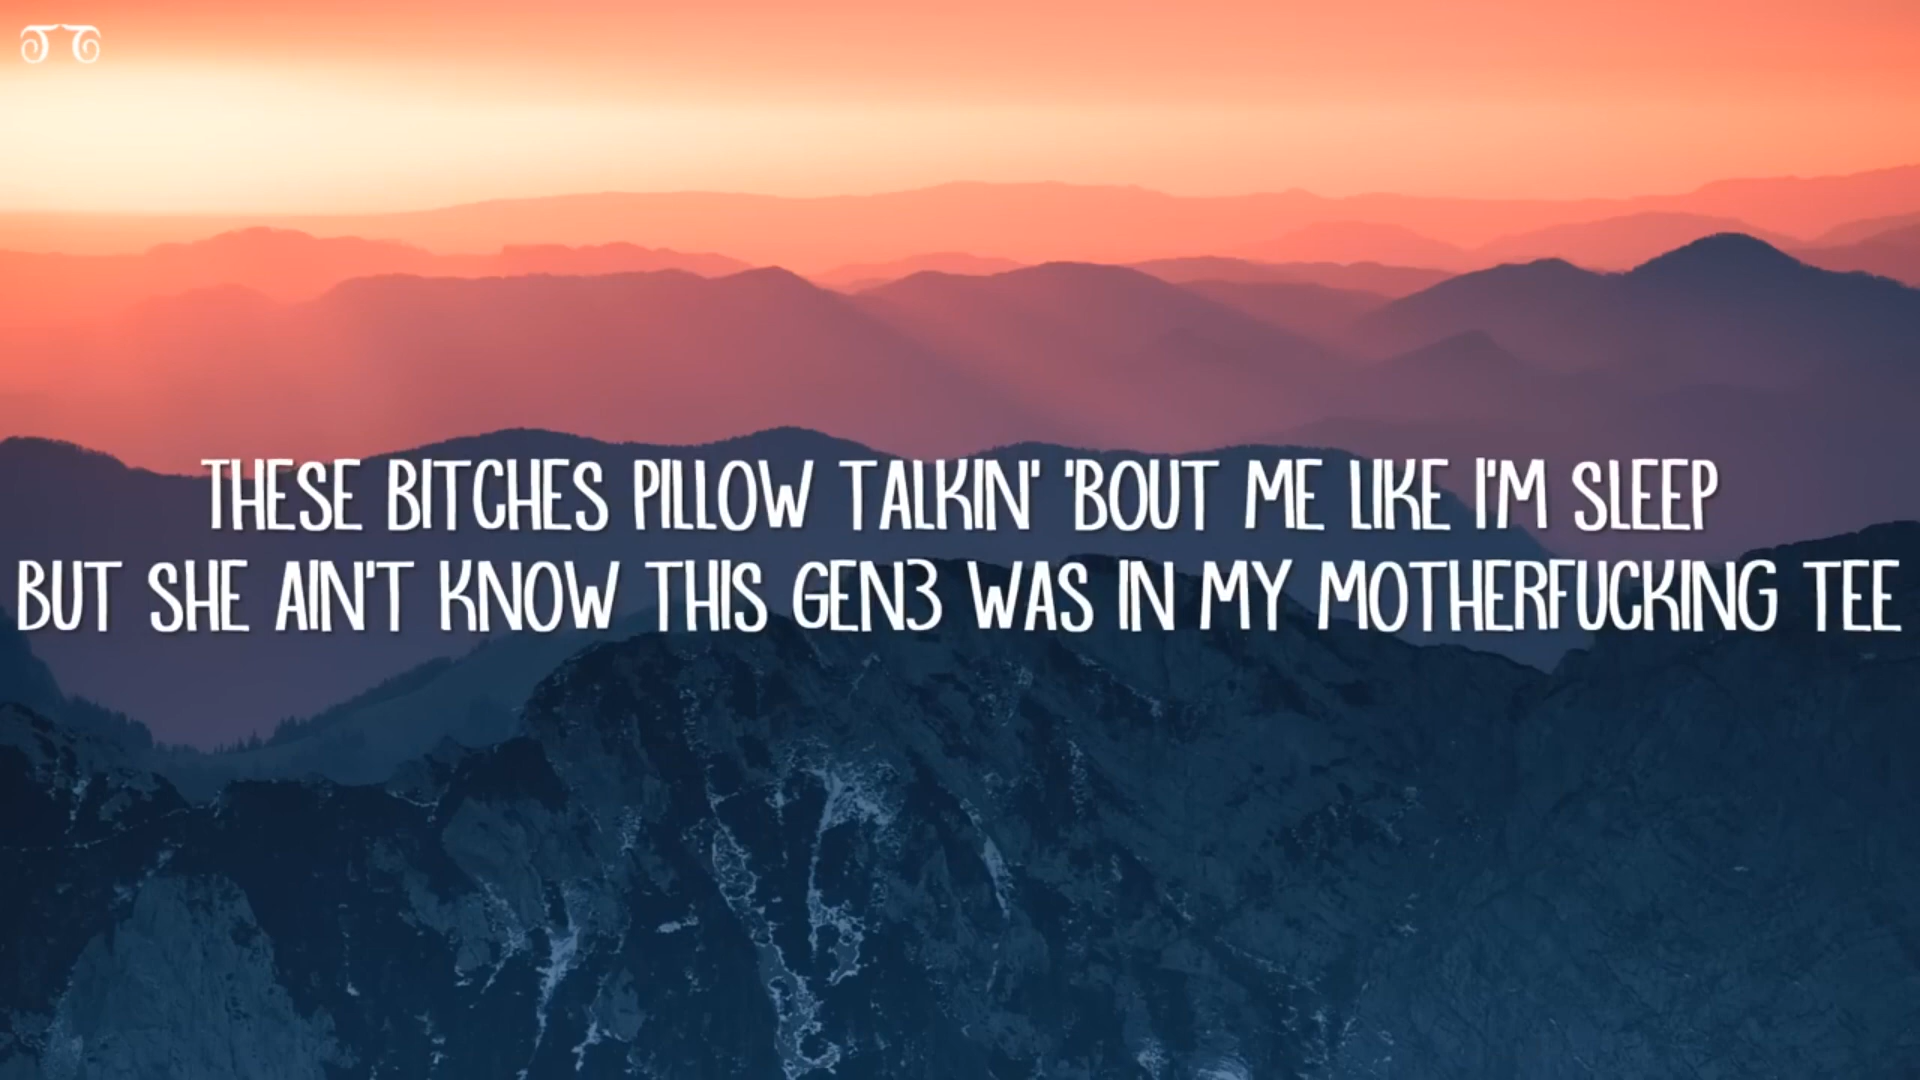 THESE BITCHES PILLOW TALKIN' 'BOUT ME LIKE I'M SLEEP
BUT SHE AIN'T KNOW THIS GEN3 WAS IN MY MOTHERFUCKING TEE